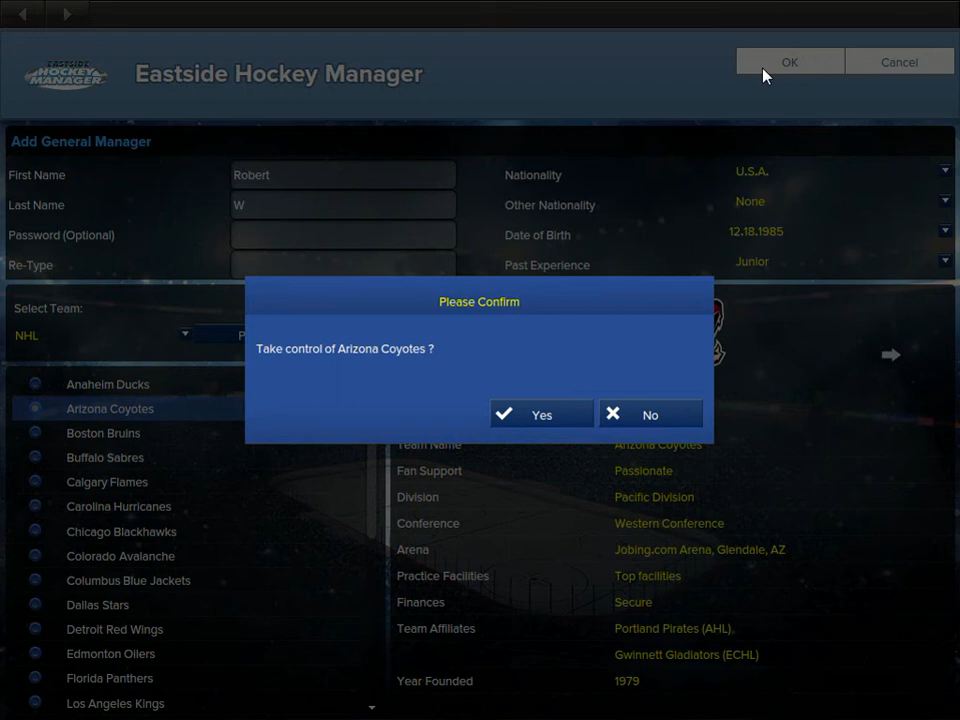 EASTSIDE HOCKEY MANAGER
Eastside Hockey Manager
OK
Cancel
Add General Manager
First Name
Robert
Nationality
U.S.A.
Last Name
W
Other Nationality
None
Password (Optional)
Date of Birth
12.18.1985
Re-Type
Past Experience
Junior
Please Confirm
Take control of Arizona Coyotes ?
Yes
No
Select Team:
NHL
P
Anaheim Ducks
Arizona Coyotes
Boston Bruins
Buffalo Sabres
Calgary Flames
Carolina Hurricanes
Chicago Blackhawks
Colorado Avalanche
Columbus Blue Jackets
Dallas Stars
Detroit Red Wings
Edmonton Oilers
Florida Panthers
Los Angeles Kings
Team Name
Arizona Coyotes
Fan Support
Passionate
Division
Pacific Division
Conference
Western Conference
Arena
Jobing.com Arena, Glendale, AZ
Practice Facilities
Top facilities
Finances
Secure
Team Affiliates
Portland Pirates (AHL),
Gwinnett Gladiators (ECHL)
Year Founded
1979